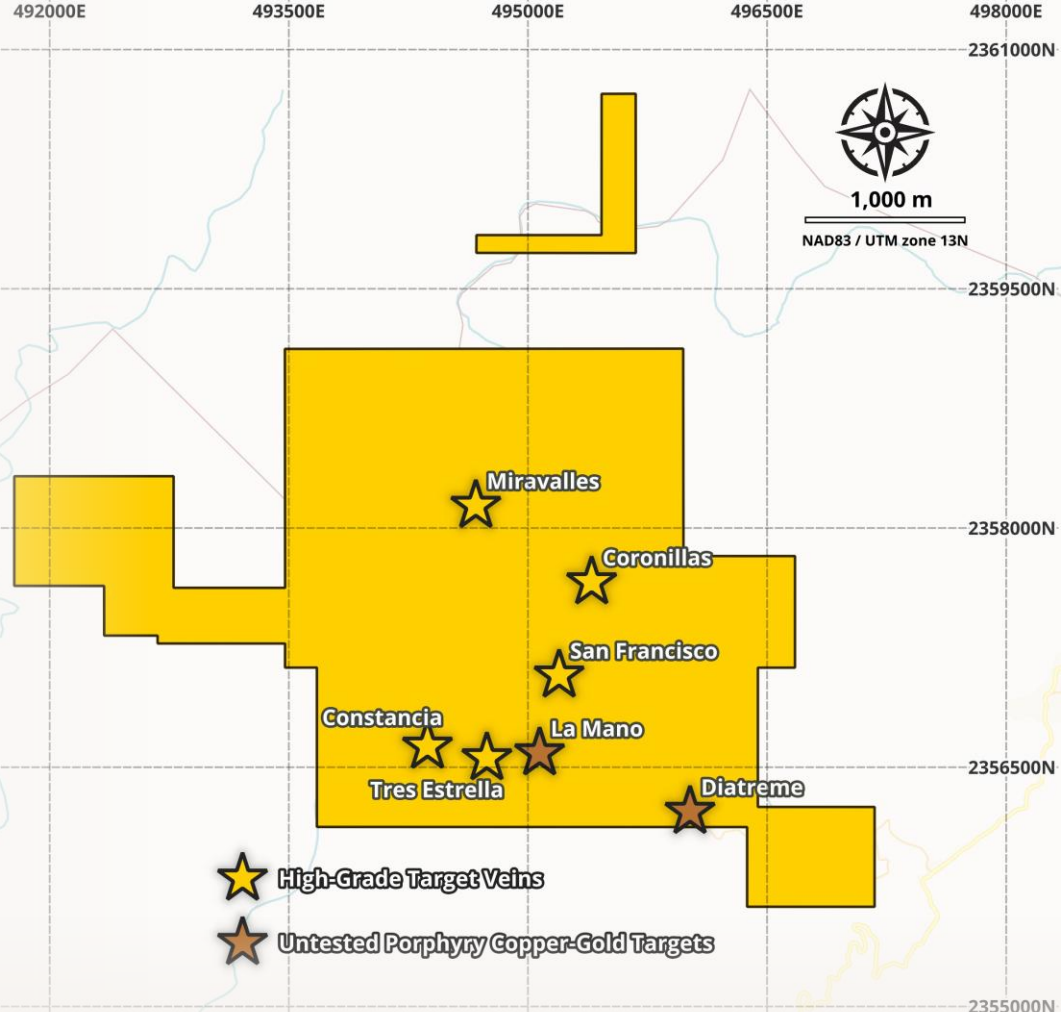 492000E
493500E
495000E
496500E
498000E
2361000N
1,000 m
NAD83 / UTM zone 13N
2359500N
Miravalles
2358000N
Coronillas
San Francisco
Constancia
La Mano
2356500N
Tres Estrella
Diatreme
High-Grade Target Veins
Untested Porphyry Copper-Gold Targets
2355000N